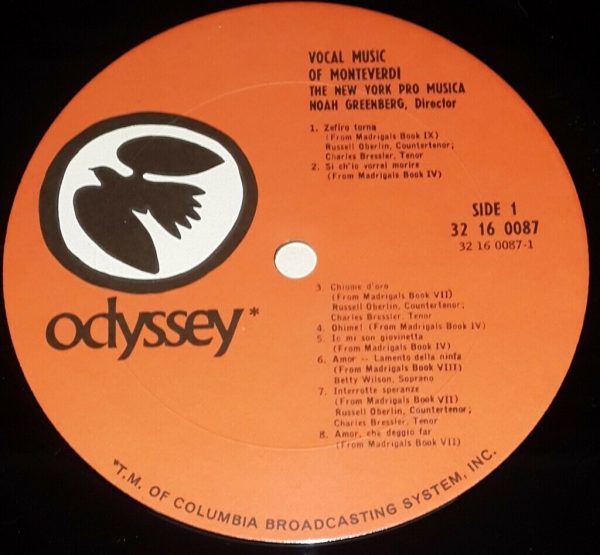 VOCAL MUSIC
OF MONTEVERDI
THE NEW YORK PRO MUSICA
NOAH GREENBERG, Director
1. Zefiro torna
(From Madrigals Book IX)
Russell Oberlin, Countertenor;
Charles Bressler, Tenor
2. Si ch'io vorrei morire
(From Madrigals Book IV)
SIDE 1
32 16 0087
32 16 0087-1
odyssey*
3. Chiome d'oro
(From Madrigals Book VII)
Russell Oberlin, Countertenor;
Charles Bressler, Tenor
4. Ohime! (From Madrigals Book IV)
5. Io mi son giovinetta
(From Madrigals Book IV)
6. Amor -- Lamento della ninfa
(From Madrigals Book VIII)
Betty Wilson, Soprano
7. Interrotte speranze
(From Madrigals Book VII)
Russell Oberlin, Countertenor;
Charles Bressler, Tenor
8. Amor, che deggio far
(From Madrigals Book VII)
*T.M. OF COLUMBIA BROADCASTING SYSTEM, INC.